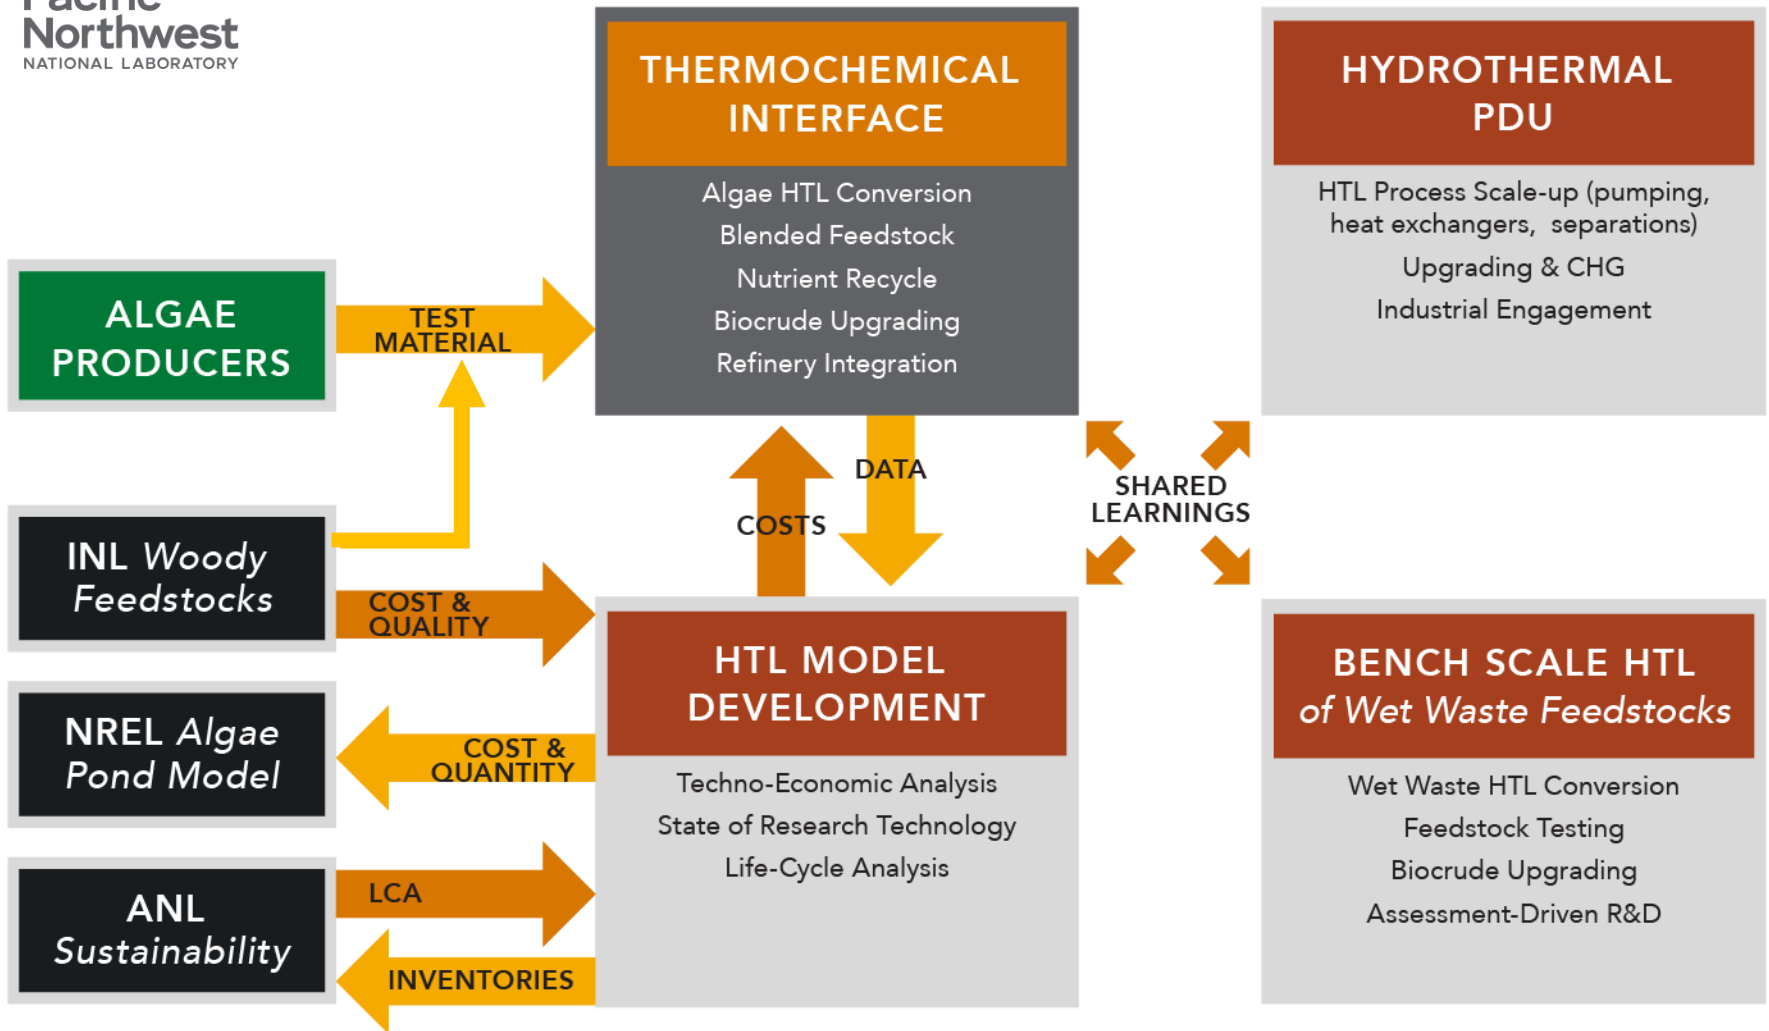 Pacific
Northwest
NATIONAL LABORATORY
THERMOCHEMICAL
INTERFACE
Algae HTL Conversion
Blended Feedstock
Nutrient Recycle
Biocrude Upgrading
Refinery Integration
HYDROTHERMAL
PDU
HTL Process Scale-up (pumping,
heat exchangers, separations)
Upgrading & CHG
Industrial Engagement
ALGAE
PRODUCERS
TEST
MATERIAL
INL Woody
Feedstocks
COST &
QUALITY
COSTS
DATA
SHARED
LEARNINGS
NREL Algae
Pond Model
COST &
QUANTITY
ANL
Sustainability
LCA
INVENTORIES
HTL MODEL
DEVELOPMENT
Techno-Economic Analysis
State of Research Technology
Life-Cycle Analysis
BENCH SCALE HTL
of Wet Waste Feedstocks
Wet Waste HTL Conversion
Feedstock Testing
Biocrude Upgrading
Assessment-Driven R&D